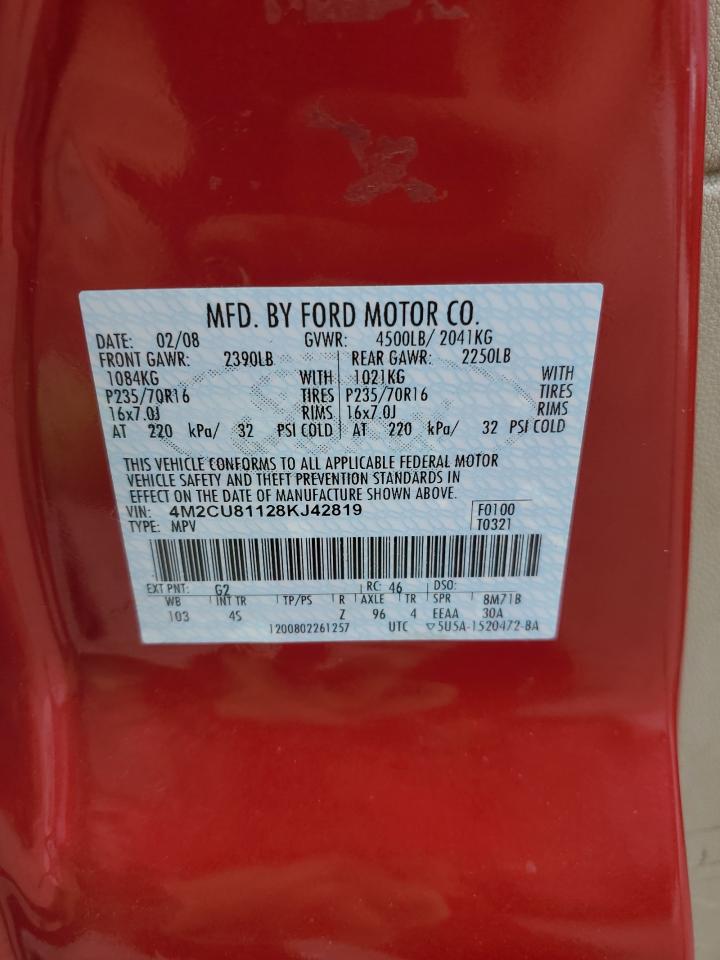 MFD. BY FORD MOTOR CO.
DATE: 02/08 GVWR: 4500LB/ 2041KG
FRONT GAWR: 2390LB REAR GAWR: 2250LB
1084KG WITH 1021KG WITH
P235/70R16 TIRES P235/70R16 TIRES
16x7.0J RIMS 16x7.0J RIMS
AT 220 kPa/ 32 PSI COLD AT 220 kPa/ 32 PSI COLD
THIS VEHICLE CONFORMS TO ALL APPLICABLE FEDERAL MOTOR
VEHICLE SAFETY AND THEFT PREVENTION STANDARDS IN
EFFECT ON THE DATE OF MANUFACTURE SHOWN ABOVE.
VIN: 4M2CU81128KJ42819 F0100
TYPE: MPV T0321
EXT PNT: G2 RC: 46 DSO:
WB INT TR TP/PS R AXLE TR SPR 8M71B
103 4S Z 96 4 EEAA 30A
1200802261257 UTC ▽5U5A-1520472-BA